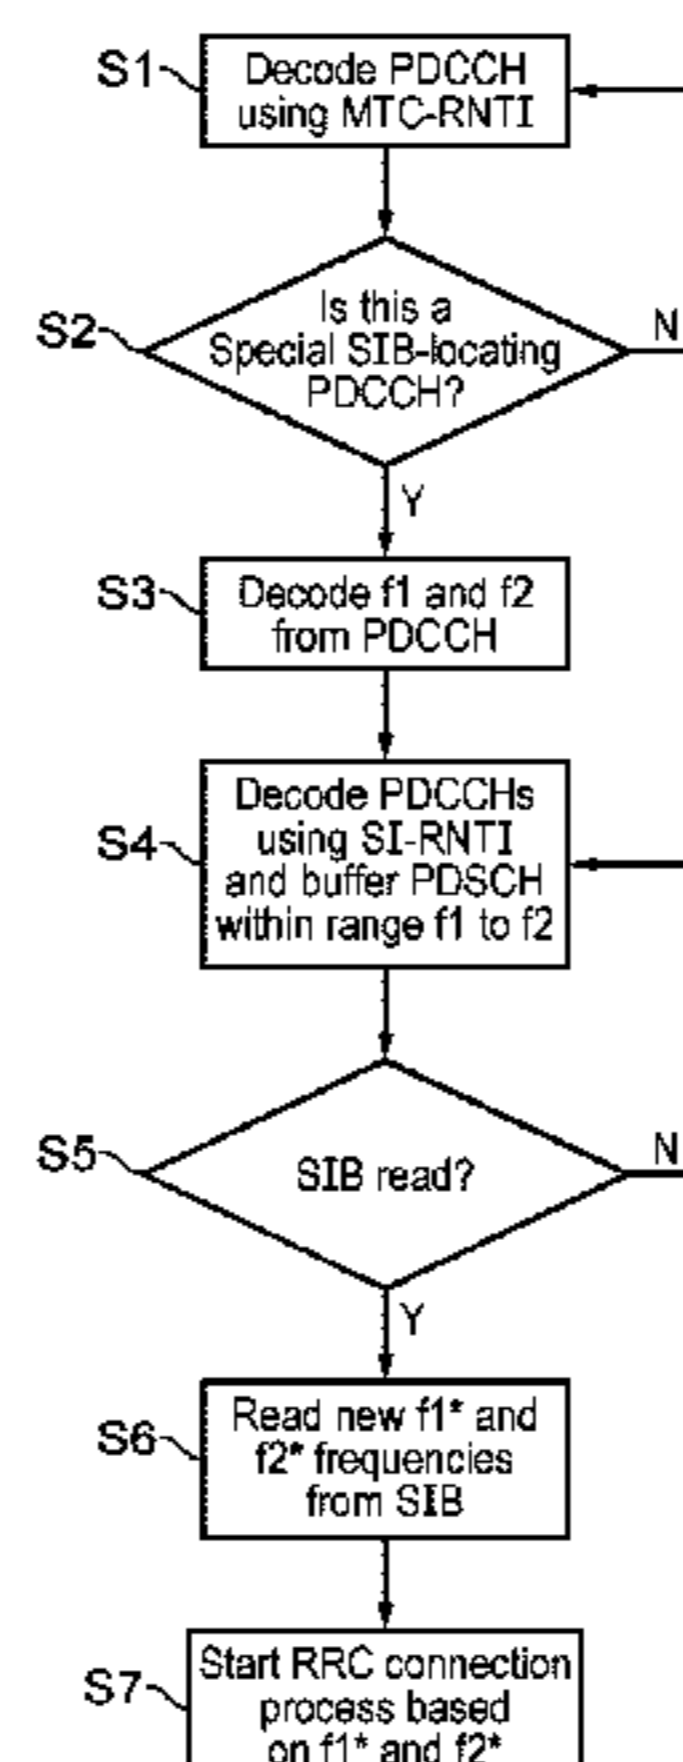 S1
Decode PDCCH
using MTC-RNTI
S2
Is this a
Special SIB-locating
PDCCH?
N
Y
S3
Decode f1 and f2
from PDCCH
S4
Decode PDCCHs
using SI-RNTI
and buffer PDSCH
within range f1 to f2
S5
SIB read?
N
Y
S6
Read new f1* and
f2* frequencies
from SIB
S7
Start RRC connection
process based
on f1* and f2*